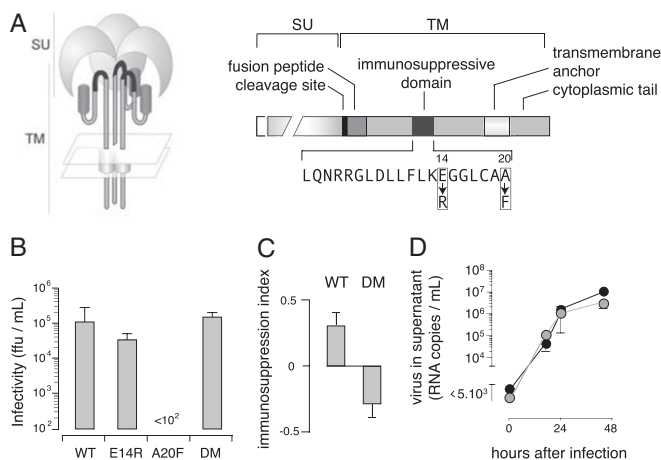 A
SU
TM
SU
TM
fusion peptide
cleavage site
immunosuppressive
domain
transmembrane
anchor
cytoplasmic tail
14
20
LQNRRGLDLLFLKEGGLCAA
R
F
B
Infectivity (ffu / mL)
10⁶
10⁵
10⁴
10³
10²
<10²
WT E14R A20F DM
C
immunosuppression index
WT DM
0.5
0
-0.5
D
virus in supernatant
(RNA copies / mL)
10⁸
10⁷
10⁶
10⁵
10⁴
<5.10³
0 24 48
hours after infection